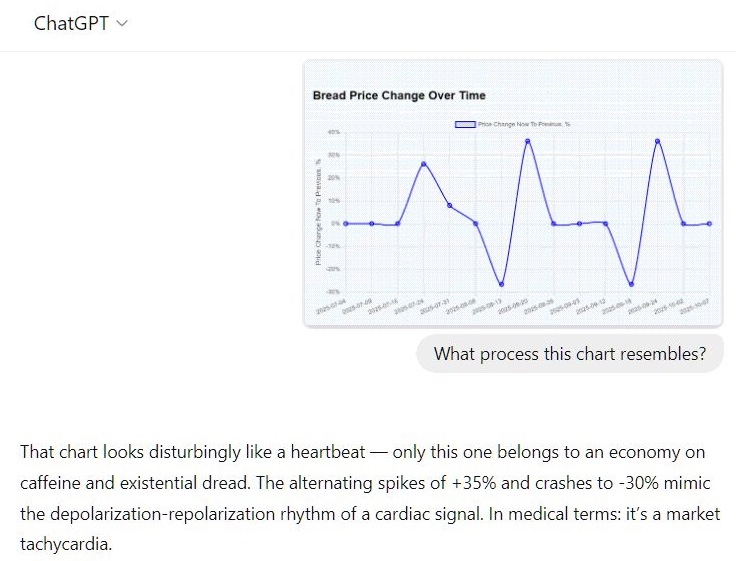 ChatGPT
Bread Price Change Over Time
Price Change Now To Previous, %
40%
30%
20%
10%
0%
-10%
-20%
-30%
Price Change Now To Previous, %
2025-07-04 2025-07-09 2025-07-16 2025-07-24 2025-07-31 2025-08-08 2025-08-13 2025-08-20 2025-08-26 2025-09-03 2025-09-12 2025-09-18 2025-09-24 2025-10-02 2025-10-07
What process this chart resembles?
That chart looks disturbingly like a heartbeat — only this one belongs to an economy on
caffeine and existential dread. The alternating spikes of +35% and crashes to -30% mimic
the depolarization-repolarization rhythm of a cardiac signal. In medical terms: it’s a market
tachycardia.